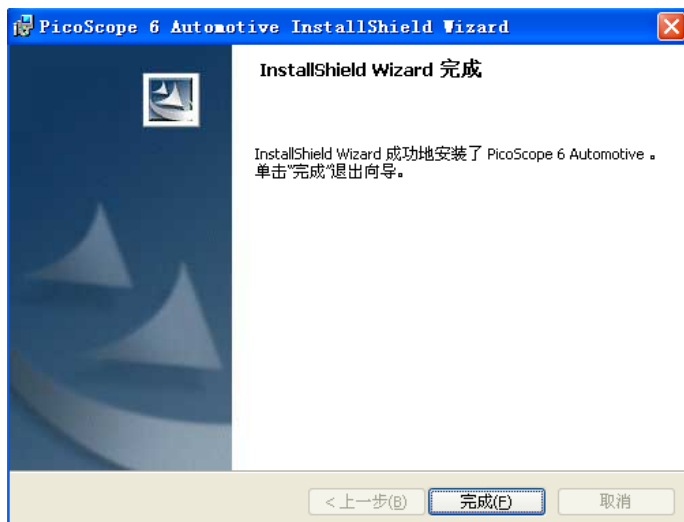 PicoScope 6 Automotive InstallShield Wizard
InstallShield Wizard 完成
InstallShield Wizard 成功地安装了 PicoScope 6 Automotive 。
单击"完成"退出向导。
<上一步(B) 完成(F) 取消